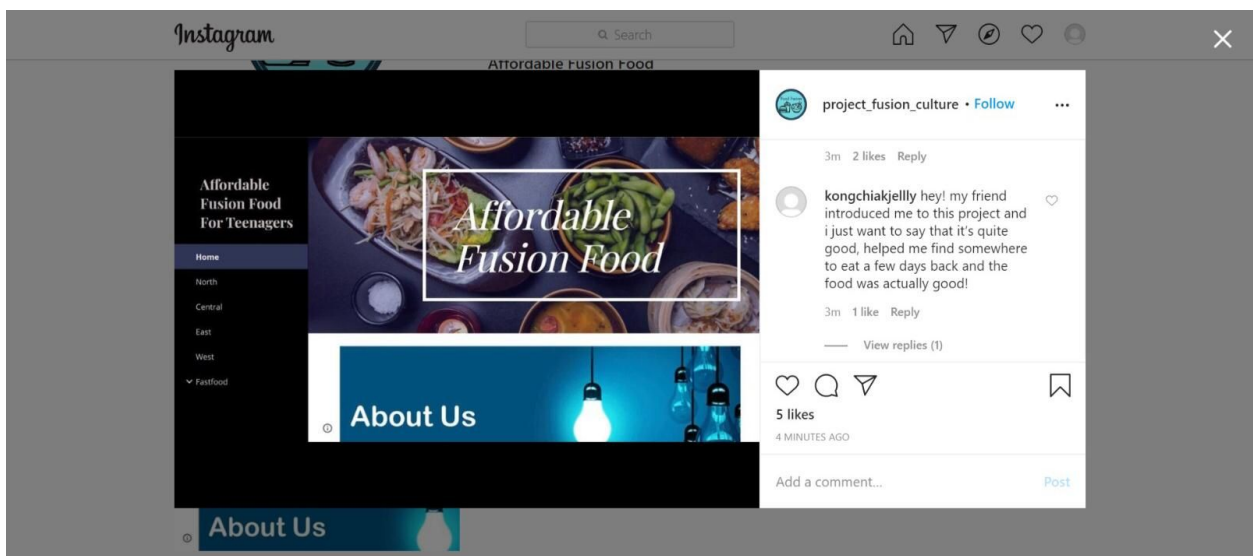 Instagram
Search
Affordable Fusion Food
Affordable
Fusion Food
For Teenagers
Home
North
Central
East
West
Fastfood
Affordable
Fusion Food
About Us
project_fusion_culture • Follow
3m 2 likes Reply
kongchiakjellly hey! my friend
introduced me to this project and
i just want to say that it's quite
good, helped me find somewhere
to eat a few days back and the
food was actually good!
3m 1 like Reply
View replies (1)
5 likes
4 MINUTES AGO
Add a comment...
Post
About Us